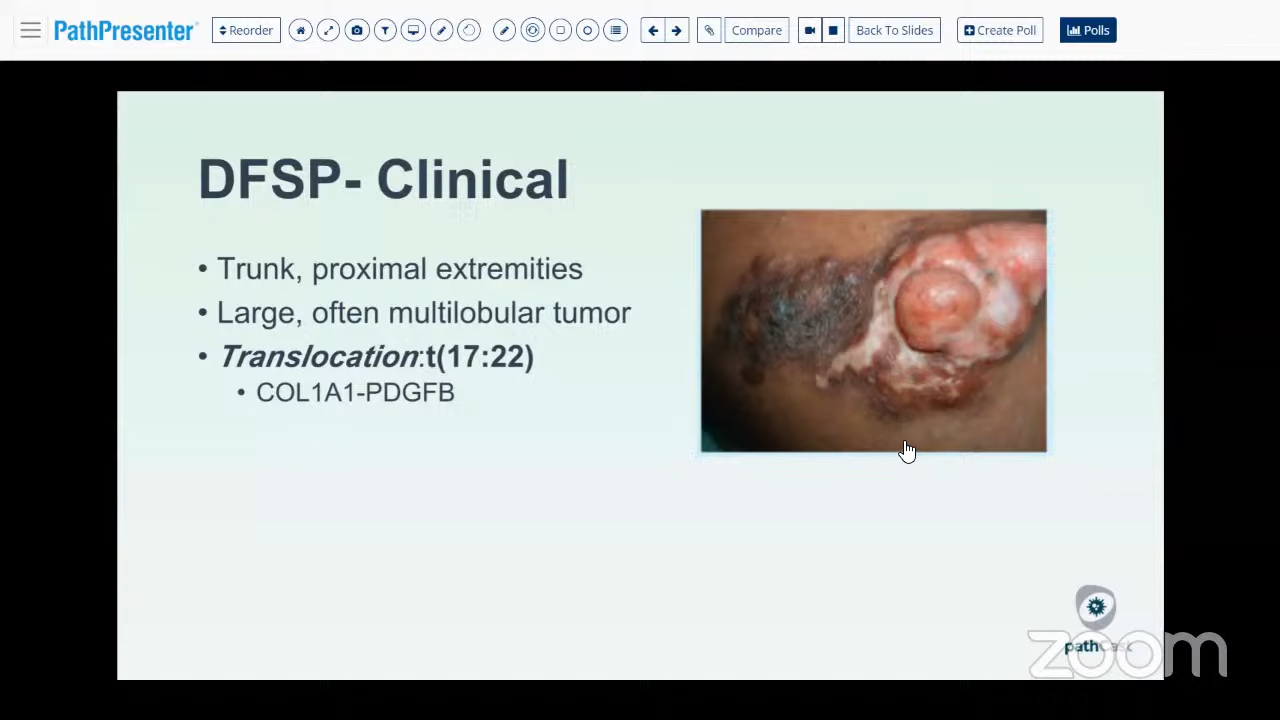 PathPresenter
Reorder
Compare
Back To Slides
Create Poll
Polls
DFSP- Clinical
• Trunk, proximal extremities
• Large, often multilobular tumor
• Translocation:t(17:22)
• COL1A1-PDGFB
pathCast
zoom